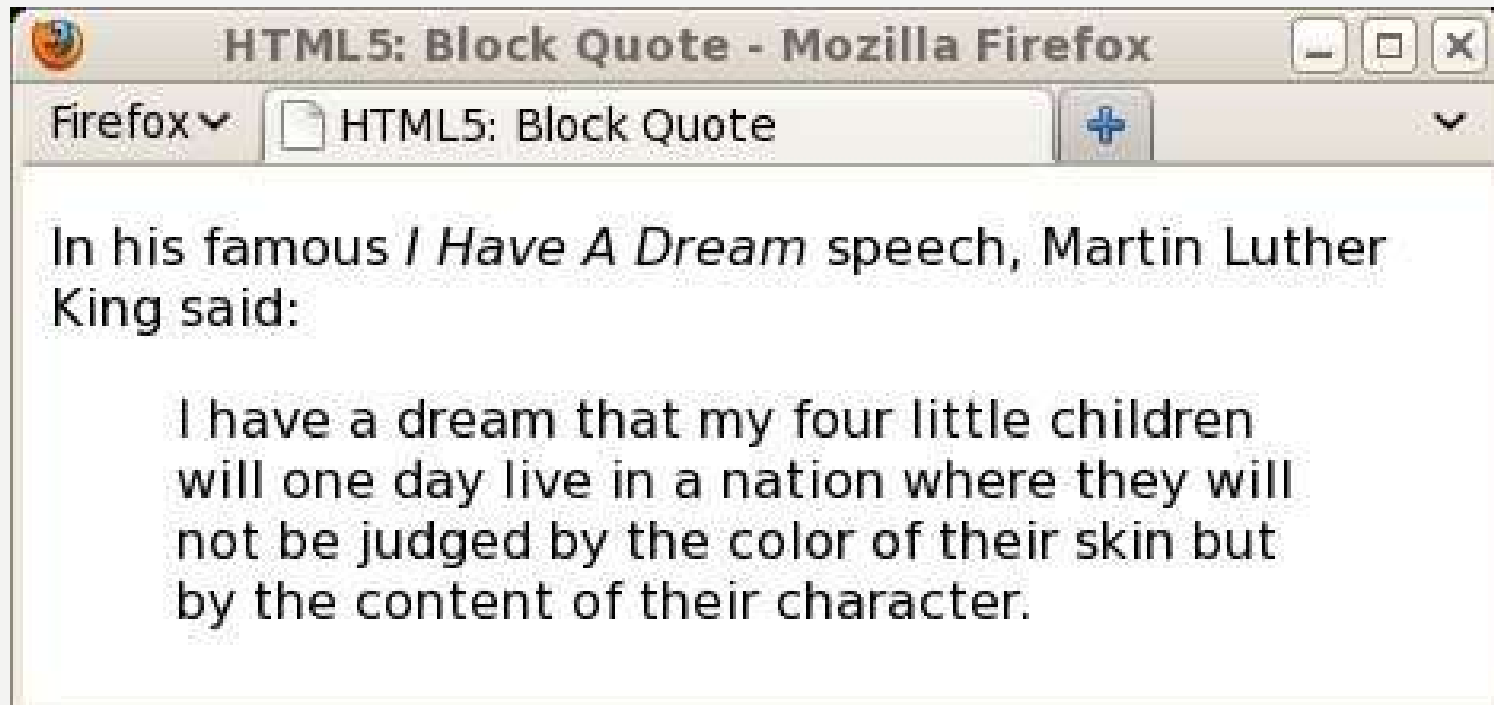 HTML5: Block Quote - Mozilla Firefox
Firefox
HTML5: Block Quote
In his famous I Have A Dream speech, Martin Luther
King said:
I have a dream that my four little children
will one day live in a nation where they will
not be judged by the color of their skin but
by the content of their character.